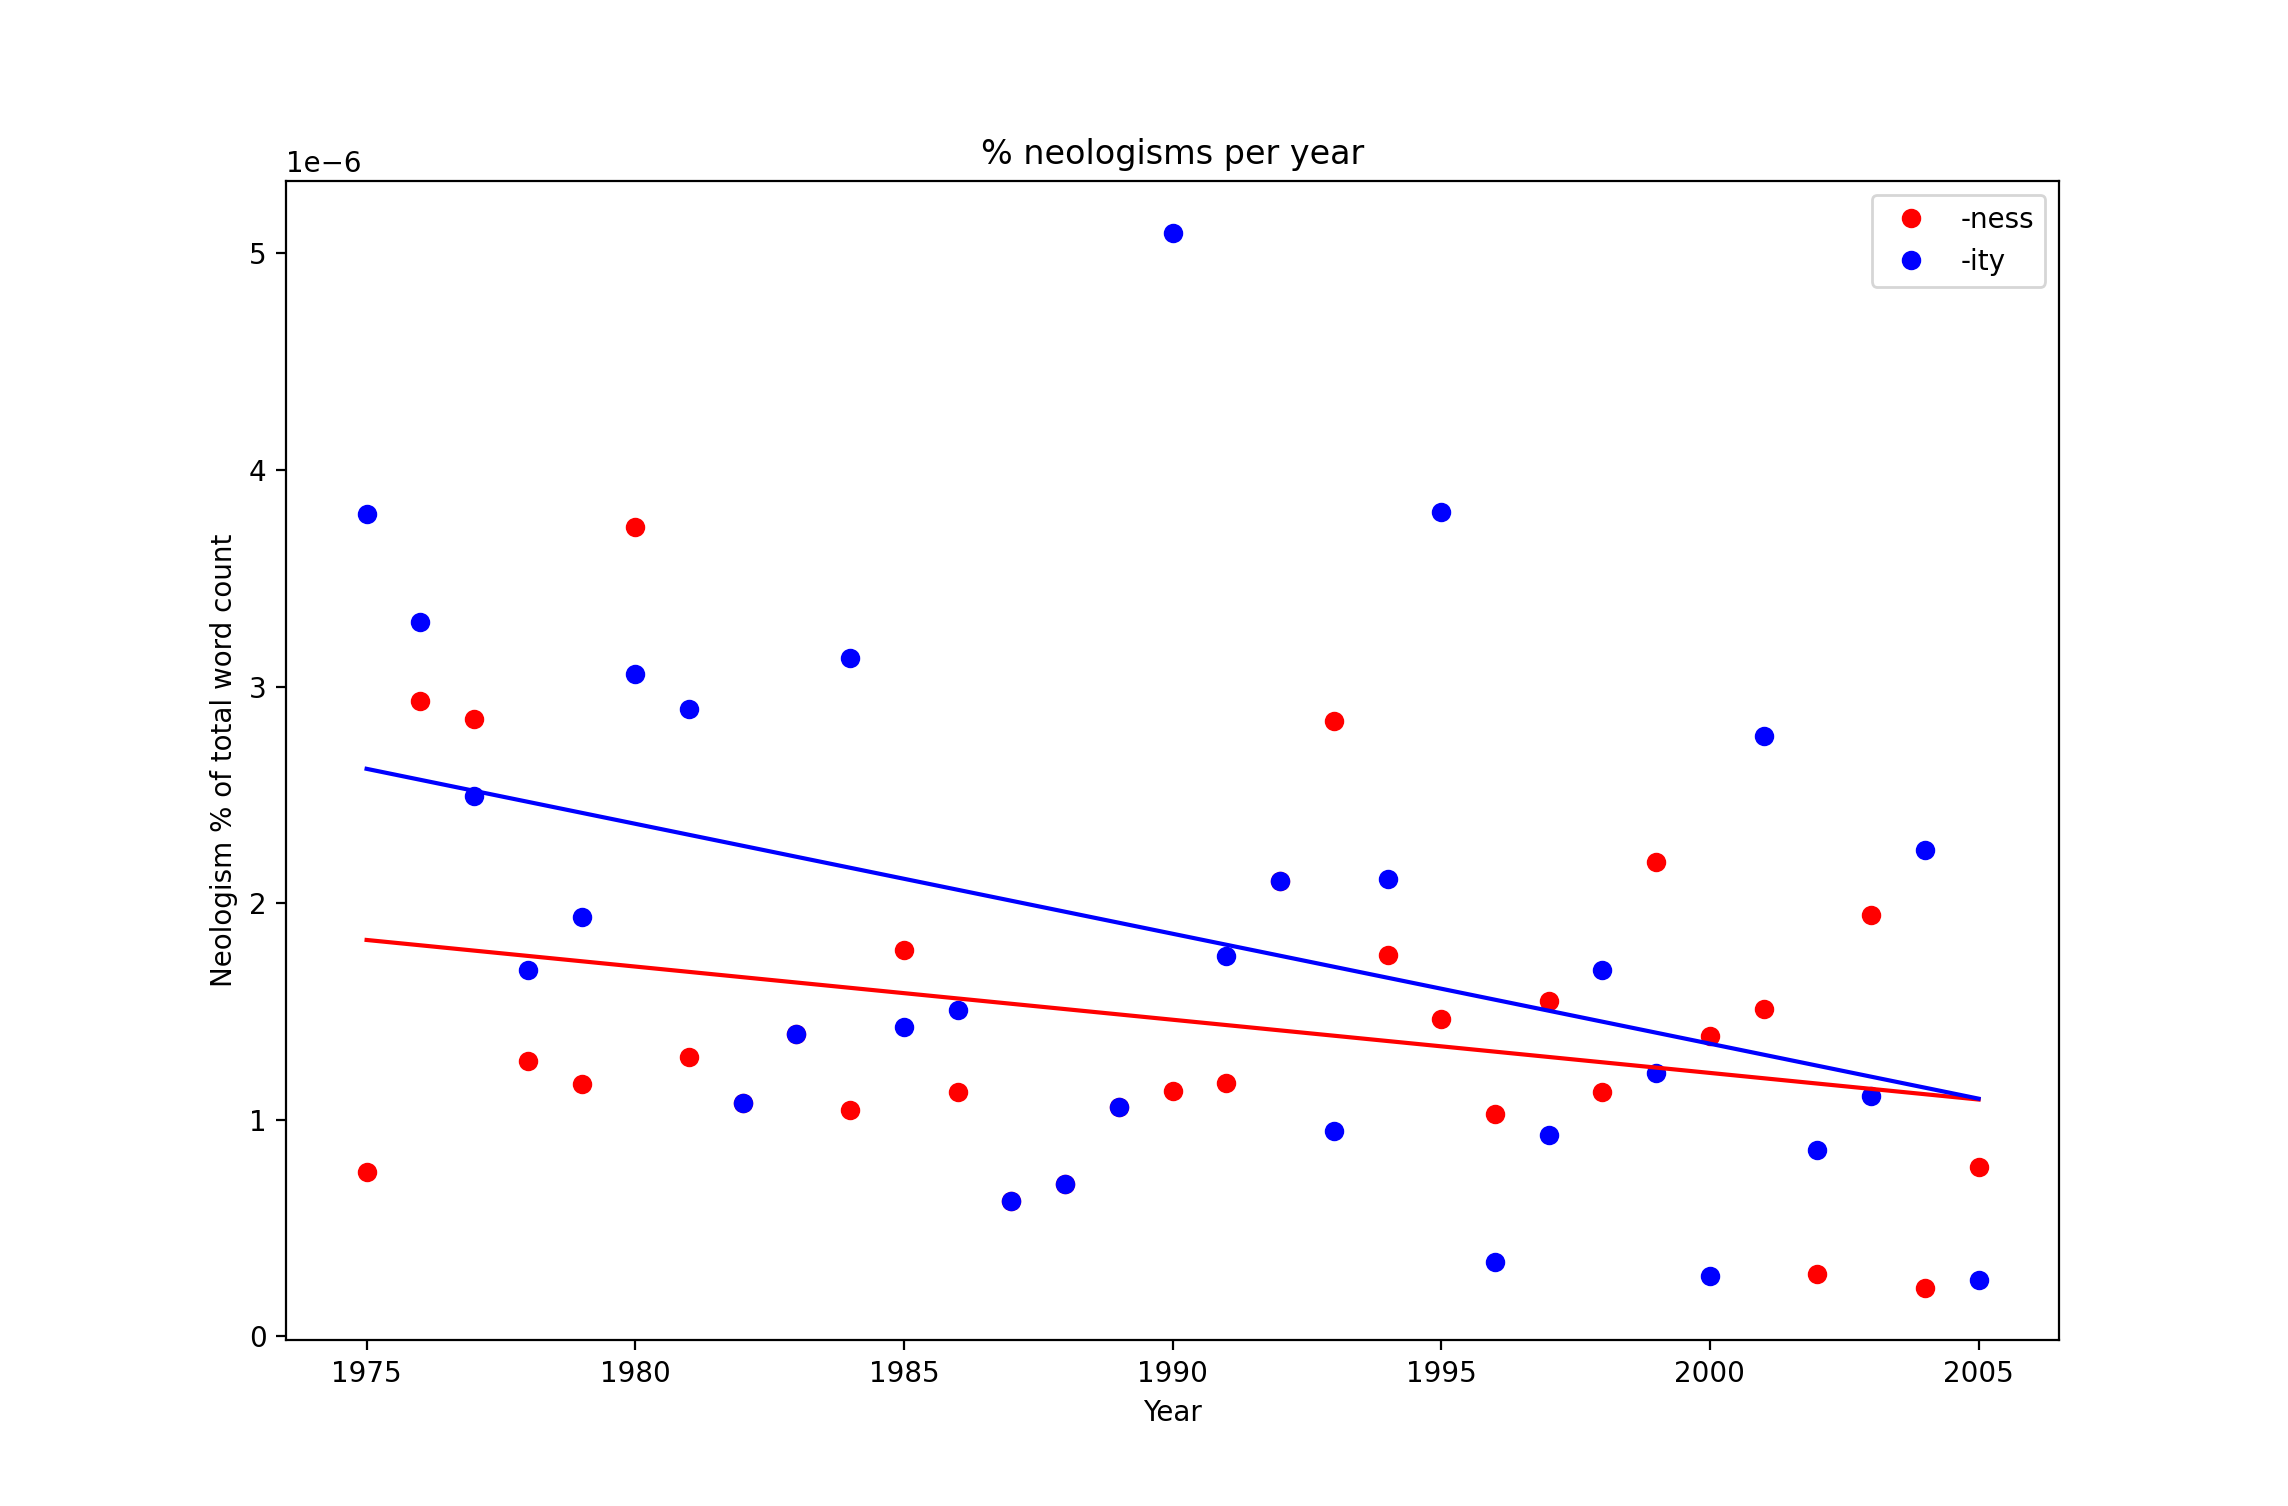 % neologisms per year
1e−6
-ness
-ity
5
4
3
2
1
0
Neologism % of total word count
1975 1980 1985 1990 1995 2000 2005
Year